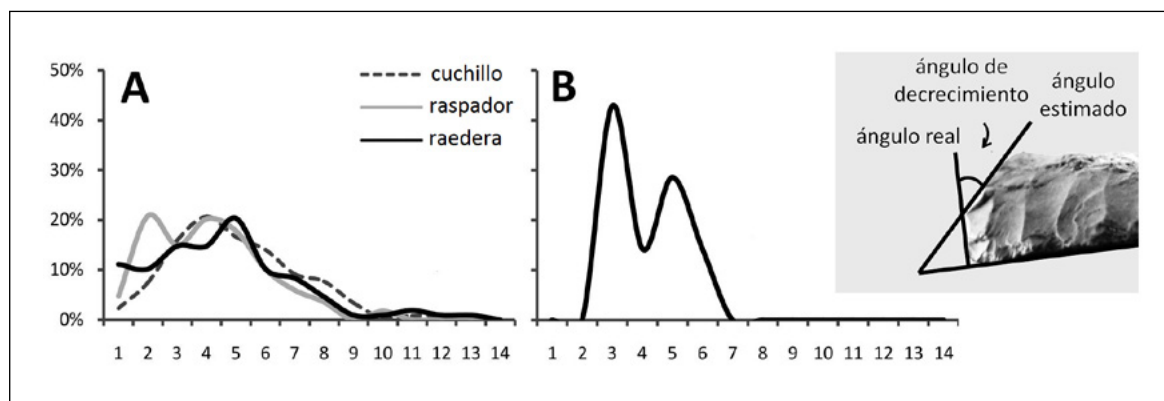 A
50%
40%
30%
20%
10%
0%
cuchillo
raspador
raedera
1 2 3 4 5 6 7 8 9 10 11 12 13 14
B
1 2 3 4 5 6 7 8 9 10 11 12 13 14
ángulo de
decrecimiento
ángulo
estimado
ángulo real